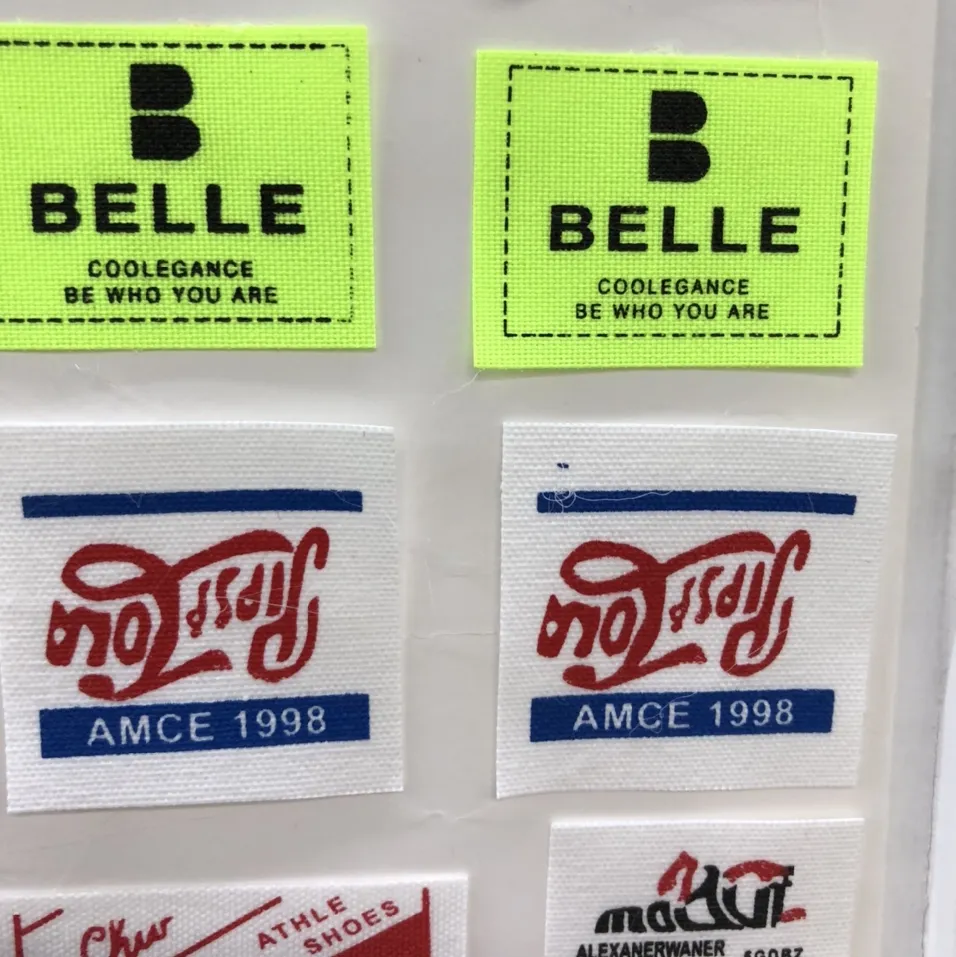 B
BELLE
COOLEGANCE
BE WHO YOU ARE
B
BELLE
COOLEGANCE
BE WHO YOU ARE
AMCE 1998
AMCE 1998
ATHLE
SHOES
ALEXANERWANER